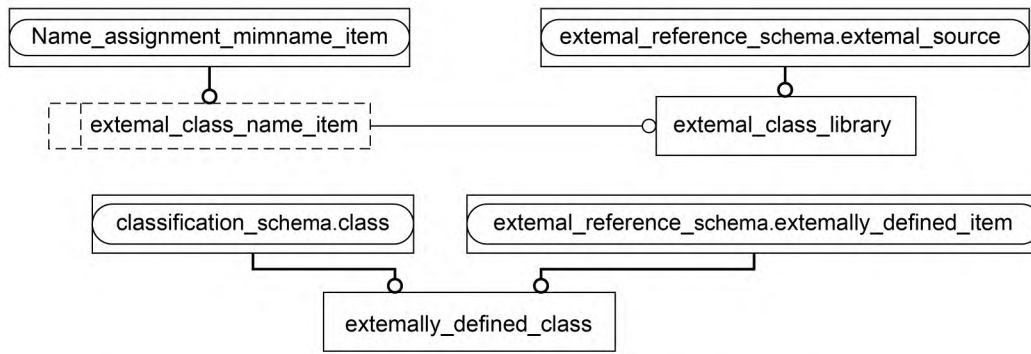 Name_assignment_mimname_item
extemal_reference_schema.extemal_source
extemal_class_name_item
extemal_class_library
classification_schema.class
extemal_reference_schema.extemally_defined_item
extemally_defined_class